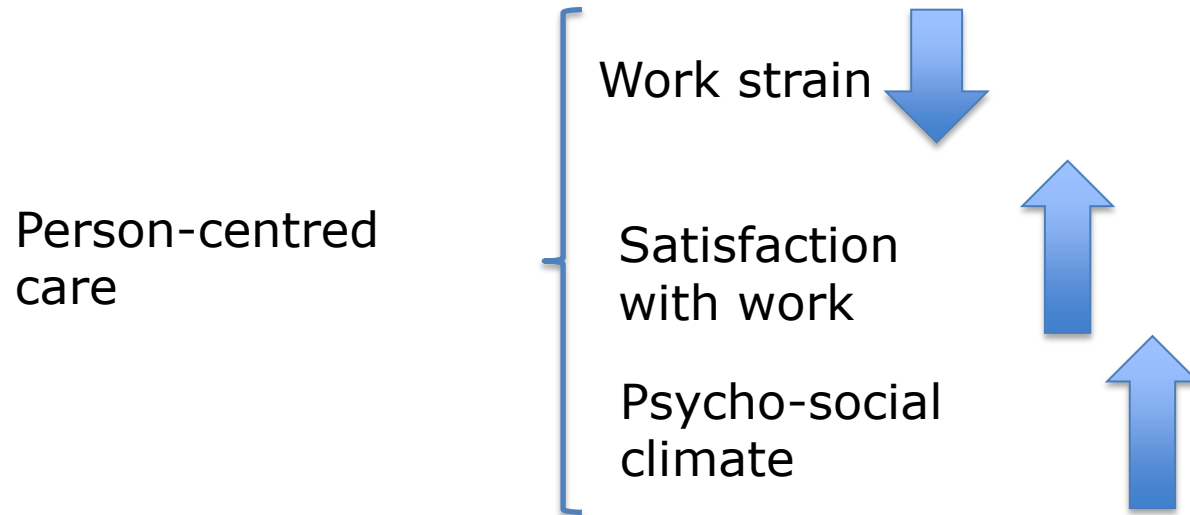 Work strain
Person-centred
care
Satisfaction
with work
Psycho-social
climate